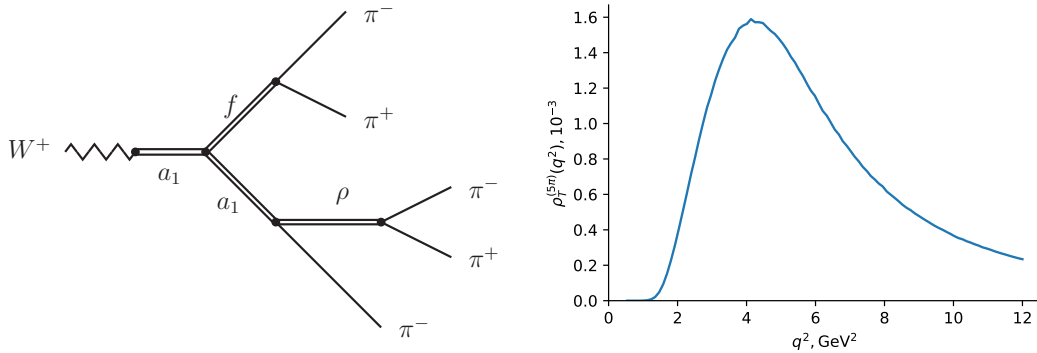 π⁻
π⁺
f
W⁺
a₁
a₁
ρ
π⁻
π⁺
π⁻
ρ_T^(5π)(q²), 10⁻³
1.6
1.4
1.2
1.0
0.8
0.6
0.4
0.2
0.0
0 2 4 6 8 10 12
q², GeV²